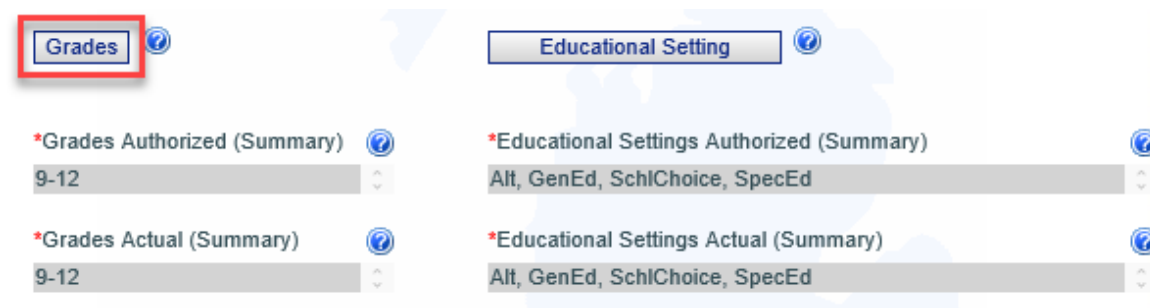 Grades
Educational Setting
*Grades Authorized (Summary)
*Educational Settings Authorized (Summary)
9-12
Alt, GenEd, SchlChoice, SpecEd
*Grades Actual (Summary)
*Educational Settings Actual (Summary)
9-12
Alt, GenEd, SchlChoice, SpecEd